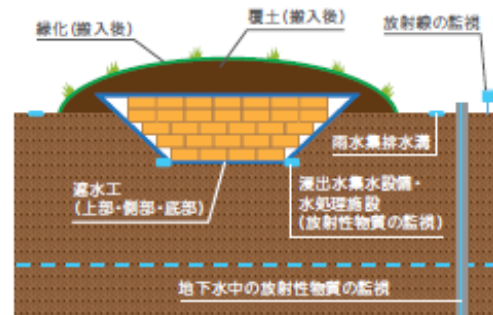 緑化(搬入後)
覆土(搬入後)
放射線の監視
雨水集排水溝
遮水工
(上部・側部・底部)
浸出水集水設備・
水処理施設
(放射性物質の監視)
地下水中の放射性物質の監視